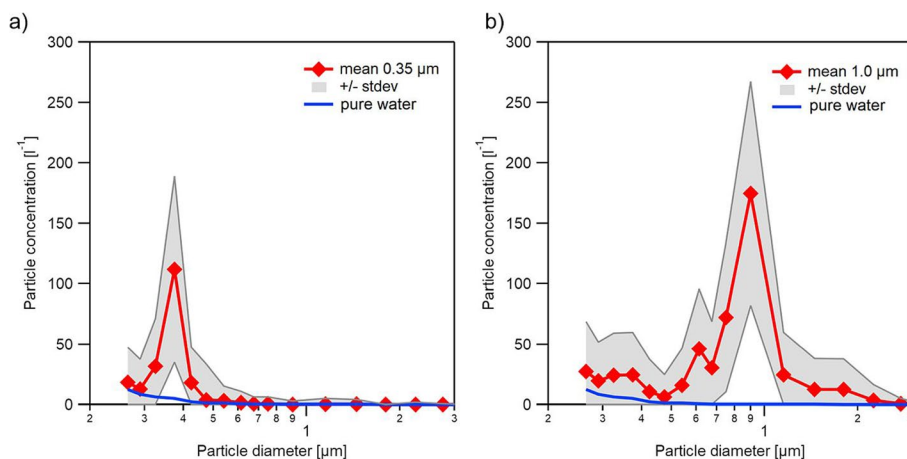 a)
300
250
200
150
100
50
0
Particle concentration [l⁻¹]
mean 0.35 µm
+/- stdev
pure water
2 3 4 5 6 7 8 9 1 2 3
Particle diameter [µm]
b)
300
250
200
150
100
50
0
Particle concentration [l⁻¹]
mean 1.0 µm
+/- stdev
pure water
2 3 4 5 6 7 8 9 1 2
Particle diameter [µm]